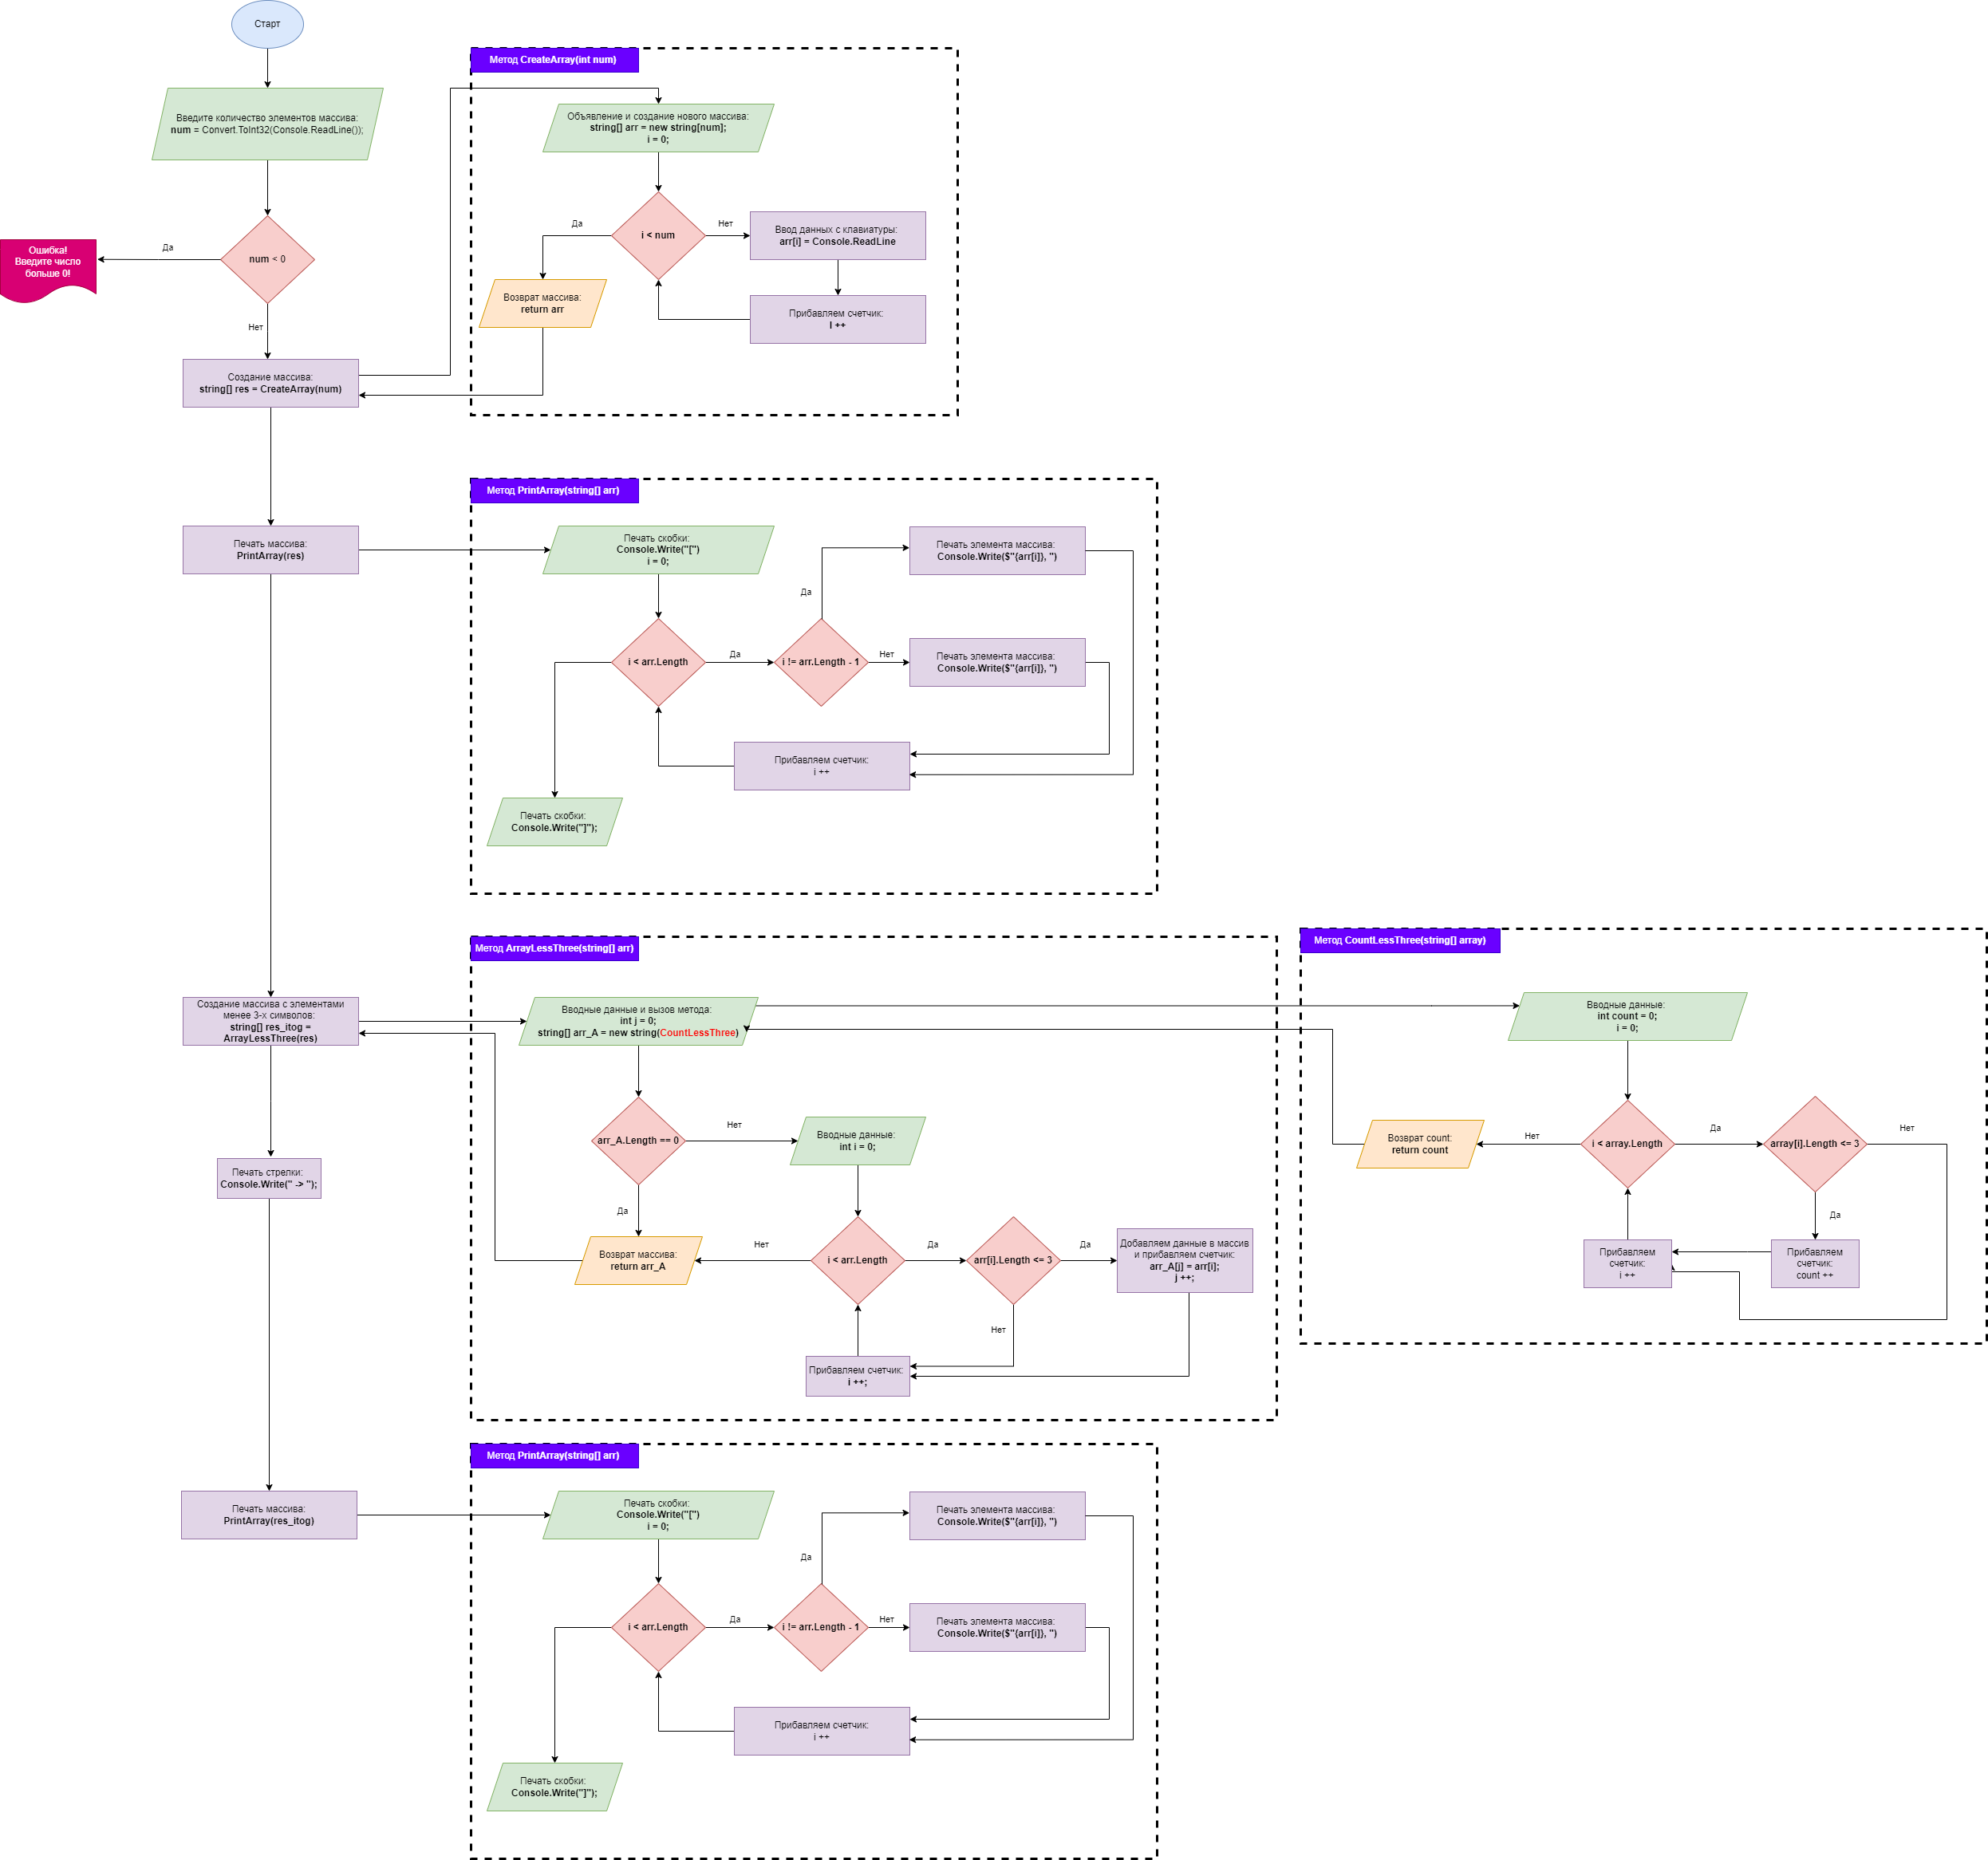 Старт
Введите количество элементов массива:
num = Convert.ToInt32(Console.ReadLine());
num < 0
Да
Ошибка!
Введите число
больше 0!
Нет
Создание массива:
string[] res = CreateArray(num)
Метод CreateArray(int num)
Объявление и создание нового массива:
string[] arr = new string[num];
i = 0;
i < num
Да
Нет
Ввод данных с клавиатуры:
arr[i] = Console.ReadLine
Возврат массива:
return arr
Прибавляем счетчик:
I ++
Печать массива:
PrintArray(res)
Метод PrintArray(string[] arr)
Печать скобки:
Console.Write("[")
i = 0;
i < arr.Length
Да
i != arr.Length - 1
Да
Печать элемента массива:
Console.Write($"{arr[i]}, ")
Нет
Печать элемента массива:
Console.Write($"{arr[i]}, ")
Прибавляем счетчик:
i ++
Печать скобки:
Console.Write("]");
Создание массива с элементами
менее 3-х символов:
string[] res_itog =
ArrayLessThree(res)
Метод ArrayLessThree(string[] arr)
Вводные данные и вызов метода:
int j = 0;
string[] arr_A = new string(CountLessThree)
arr_A.Length == 0
Нет
Вводные данные:
int i = 0;
Да
Возврат массива:
return arr_A
Нет
i < arr.Length
Да
arr[i].Length <= 3
Да
Добавляем данные в массив
и прибавляем счетчик:
arr_A[j] = arr[i];
j ++;
Нет
Прибавляем счетчик:
i ++;
Метод CountLessThree(string[] array)
Вводные данные:
int count = 0;
i = 0;
Возврат count:
return count
Нет
i < array.Length
Да
array[i].Length <= 3
Нет
Да
Прибавляем
счетчик:
i ++
Прибавляем
счетчик:
count ++
Печать стрелки:
Console.Write(" -> ");
Печать массива:
PrintArray(res_itog)
Метод PrintArray(string[] arr)
Печать скобки:
Console.Write("[")
i = 0;
i < arr.Length
Да
i != arr.Length - 1
Да
Печать элемента массива:
Console.Write($"{arr[i]}, ")
Нет
Печать элемента массива:
Console.Write($"{arr[i]}, ")
Прибавляем счетчик:
i ++
Печать скобки:
Console.Write("]");